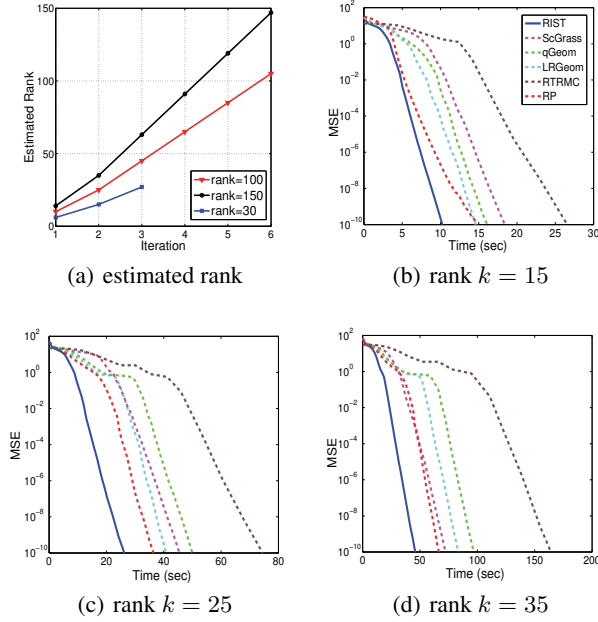 150
100
50
0
Estimated Rank
1 2 3 4 5 6
Iteration
rank=100
rank=150
rank=30
(a) estimated rank
10^2
10^0
10^-2
10^-4
10^-6
10^-8
10^-10
MSE
0 5 10 15 20 25 30
Time (sec)
RIST
ScGrass
qGeom
LRGeom
RTRMC
RP
(b) rank k = 15
10^2
10^0
10^-2
10^-4
10^-6
10^-8
10^-10
MSE
0 20 40 60 80
Time (sec)
(c) rank k = 25
10^2
10^0
10^-2
10^-4
10^-6
10^-8
10^-10
MSE
0 50 100 150 200
Time (sec)
(d) rank k = 35